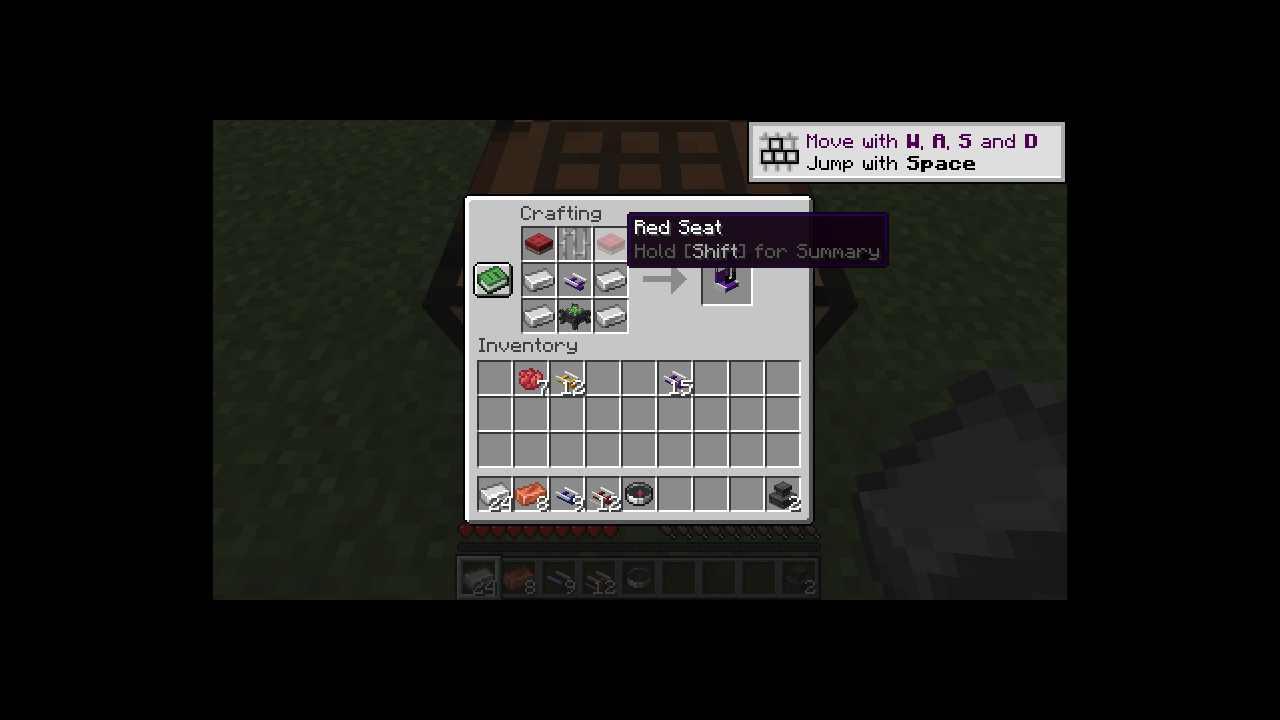 Move with W, A, S and D
Jump with Space
Crafting
Red Seat
Hold [Shift] for Summary
Inventory
7
12
15
24
8
9
12
2
24
8
9
12
2